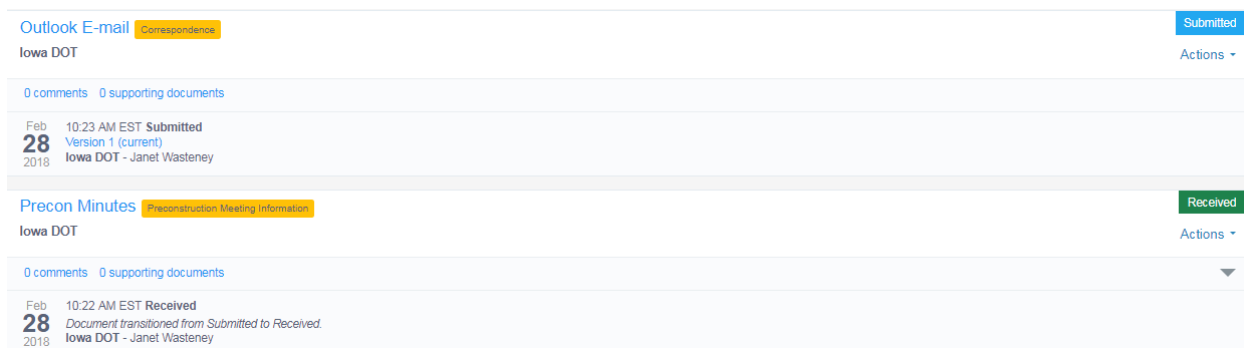 Outlook E-mail Correspondence Submitted
Iowa DOT
Actions
0 comments 0 supporting documents
Feb 10:23 AM EST Submitted
28 Version 1 (current)
2018 Iowa DOT - Janet Wasteney
Precon Minutes Preconstruction Meeting Information Received
Iowa DOT
Actions
0 comments 0 supporting documents
Feb 10:22 AM EST Received
28 Document transitioned from Submitted to Received.
2018 Iowa DOT - Janet Wasteney